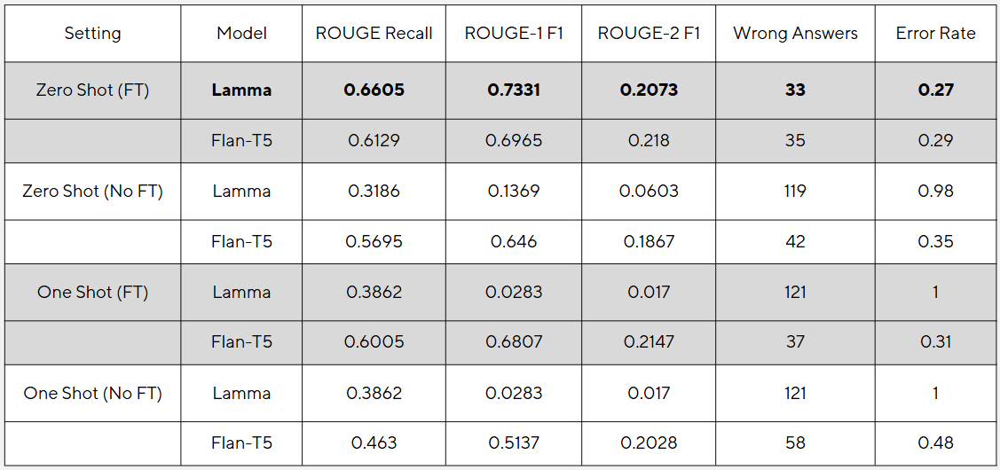 Setting Model ROUGE Recall ROUGE-1 F1 ROUGE-2 F1 Wrong Answers Error Rate
Zero Shot (FT) Lamma 0.6605 0.7331 0.2073 33 0.27
Flan-T5 0.6129 0.6965 0.218 35 0.29
Zero Shot (No FT) Lamma 0.3186 0.1369 0.0603 119 0.98
Flan-T5 0.5695 0.646 0.1867 42 0.35
One Shot (FT) Lamma 0.3862 0.0283 0.017 121 1
Flan-T5 0.6005 0.6807 0.2147 37 0.31
One Shot (No FT) Lamma 0.3862 0.0283 0.017 121 1
Flan-T5 0.463 0.5137 0.2028 58 0.48